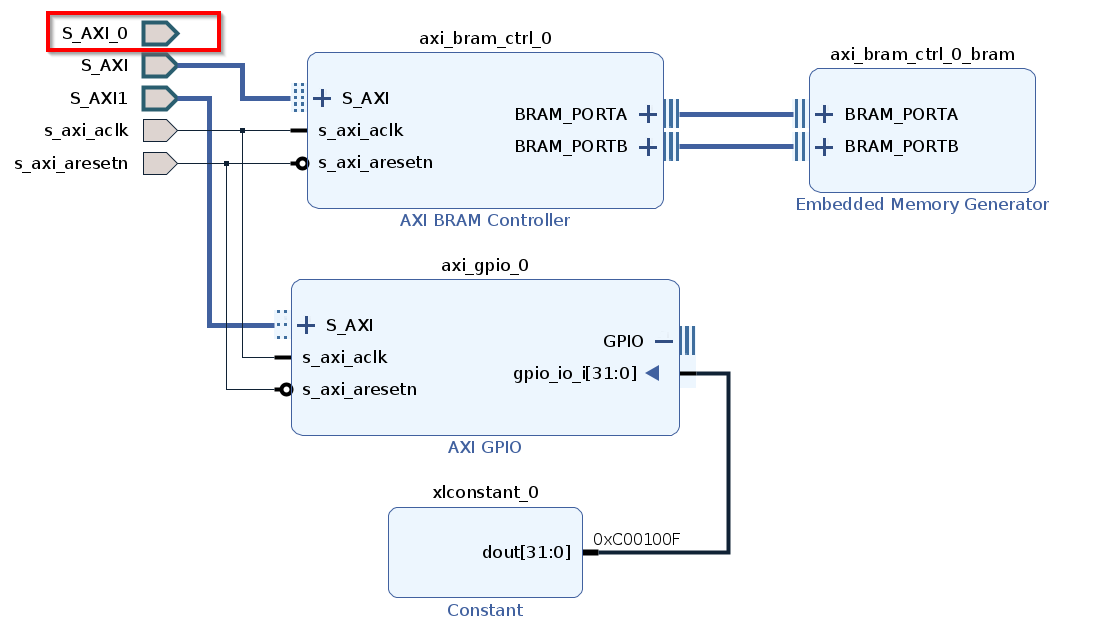 S_AXI_0
S_AXI
S_AXI1
s_axi_aclk
s_axi_aresetn
axi_bram_ctrl_0
S_AXI
s_axi_aclk
s_axi_aresetn
BRAM_PORTA
BRAM_PORTB
AXI BRAM Controller
axi_bram_ctrl_0_bram
BRAM_PORTA
BRAM_PORTB
Embedded Memory Generator
axi_gpio_0
S_AXI
s_axi_aclk
s_axi_aresetn
GPIO
gpio_io_i[31:0]
AXI GPIO
xlconstant_0
dout[31:0]
0xC00100F
Constant